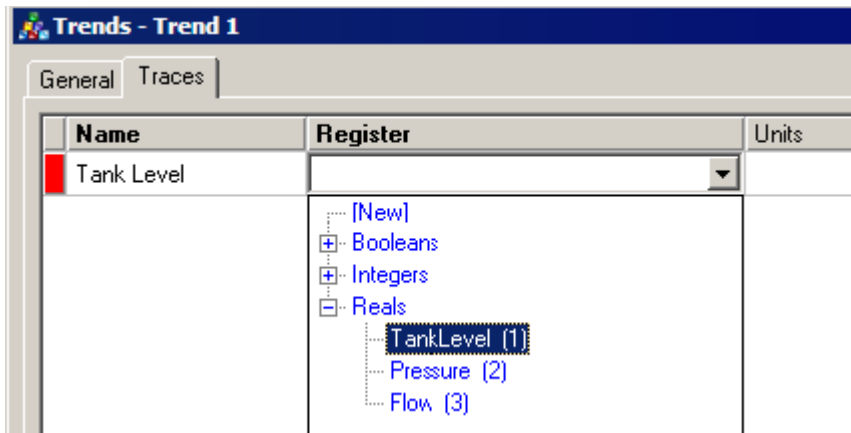 Trends - Trend 1
General Traces
Name Register Units
Tank Level
[New]
Booleans
Integers
Reals
TankLevel (1)
Pressure (2)
Flow (3)